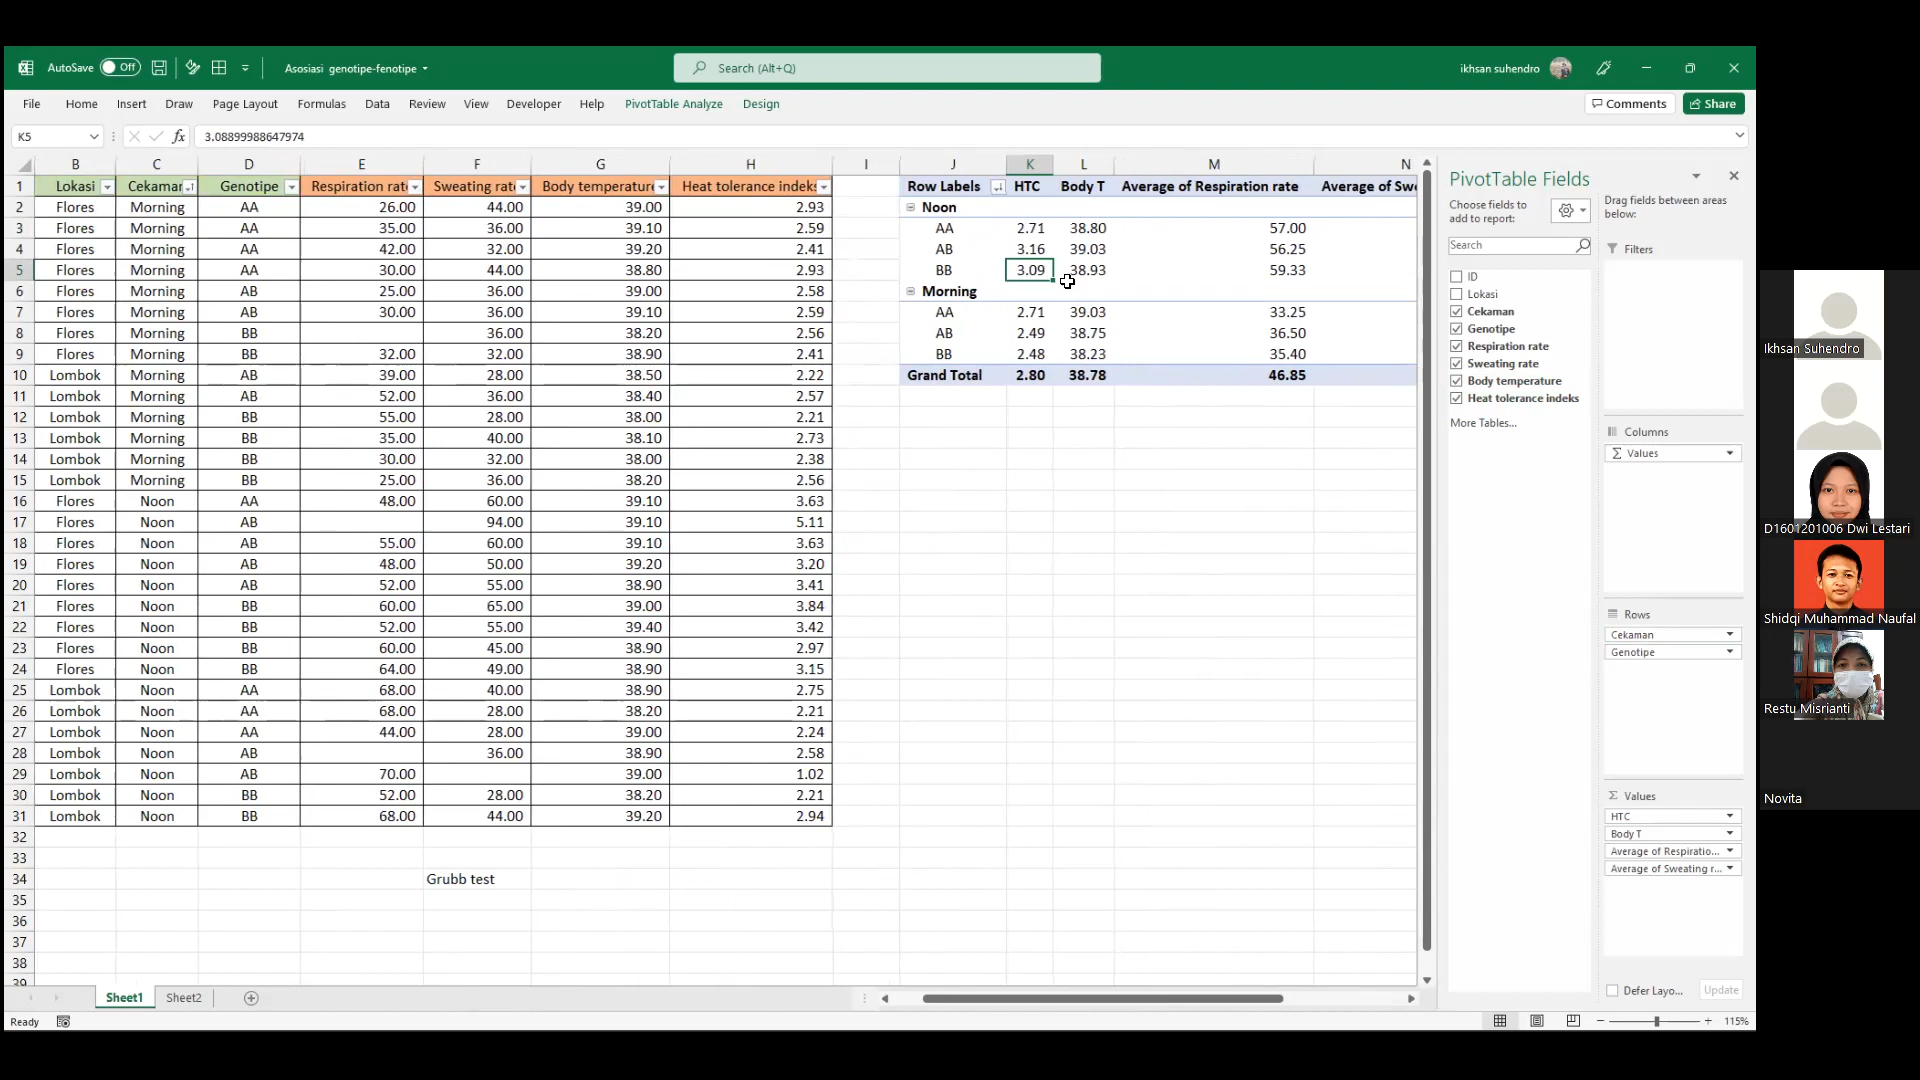 AutoSave Off Asosiasi genotipe-fenotipe Search (Alt+Q) ikhsan suhendro
File Home Insert Draw Page Layout Formulas Data Review View Developer Help PivotTable Analyze Design Comments Share
K5 fx 3.08899988647974
B C D E F G H I J K L M N
1 Lokasi Cekaman Genotipe Respiration rate Sweating rate Body temperature Heat tolerance indeks Row Labels HTC Body T Average of Respiration rate Average of Swe
2 Flores Morning AA 26.00 44.00 39.00 2.93 Noon
3 Flores Morning AA 35.00 36.00 39.10 2.59 AA 2.71 38.80 57.00
4 Flores Morning AA 42.00 32.00 39.20 2.41 AB 3.16 39.03 56.25
5 Flores Morning AA 30.00 44.00 38.80 2.93 BB 3.09 38.93 59.33
6 Flores Morning AB 25.00 36.00 39.00 2.58 Morning
7 Flores Morning AB 30.00 36.00 39.10 2.59 AA 2.71 39.03 33.25
8 Flores Morning BB 36.00 38.20 2.56 AB 2.49 38.75 36.50
9 Flores Morning BB 32.00 32.00 38.90 2.41 BB 2.48 38.23 35.40
10 Lombok Morning AB 39.00 28.00 38.50 2.22 Grand Total 2.80 38.78 46.85
11 Lombok Morning AB 52.00 36.00 38.40 2.57
12 Lombok Morning BB 55.00 28.00 38.00 2.21
13 Lombok Morning BB 35.00 40.00 38.10 2.73
14 Lombok Morning BB 30.00 32.00 38.00 2.38
15 Lombok Morning BB 25.00 36.00 38.20 2.56
16 Flores Noon AA 48.00 60.00 39.10 3.63
17 Flores Noon AB 94.00 39.10 5.11
18 Flores Noon AB 55.00 60.00 39.10 3.63
19 Flores Noon AB 48.00 50.00 39.20 3.20
20 Flores Noon AB 52.00 55.00 38.90 3.41
21 Flores Noon BB 60.00 65.00 39.00 3.84
22 Flores Noon BB 52.00 55.00 39.40 3.42
23 Flores Noon BB 60.00 45.00 38.90 2.97
24 Flores Noon BB 64.00 49.00 38.90 3.15
25 Lombok Noon AA 68.00 40.00 38.90 2.75
26 Lombok Noon AA 68.00 28.00 38.20 2.21
27 Lombok Noon AA 44.00 28.00 39.00 2.24
28 Lombok Noon AB 36.00 38.90 2.58
29 Lombok Noon AB 70.00 39.00 1.02
30 Lombok Noon BB 52.00 28.00 38.20 2.21
31 Lombok Noon BB 68.00 44.00 39.20 2.94
32
33
34 Grubb test
35
36
37
38
39
Sheet1 Sheet2
Ready 115%
PivotTable Fields
Choose fields to
add to report:
Search
ID
Lokasi
Cekaman
Genotipe
Respiration rate
Sweating rate
Body temperature
Heat tolerance indeks
More Tables...
Drag fields between areas
below:
Filters
Columns
Σ Values
Rows
Cekaman
Genotipe
Σ Values
HTC
Body T
Average of Respiratio...
Average of Sweating r...
Defer Layo... Update
Ikhsan Suhendro
D1601201006 Dwi Lestari
Shidqi Muhammad Naufal
Restu Misrianti
Novita